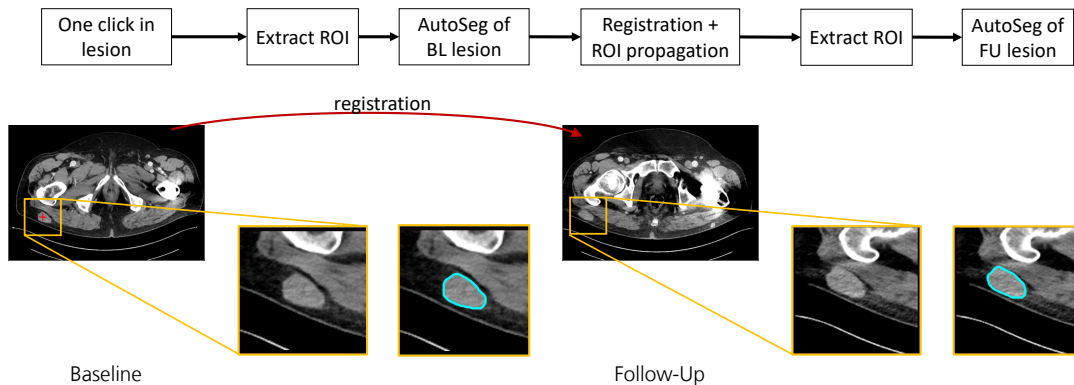 One click in
lesion
Extract ROI
AutoSeg of
BL lesion
Registration +
ROI propagation
Extract ROI
AutoSeg of
FU lesion
registration
Baseline
Follow-Up